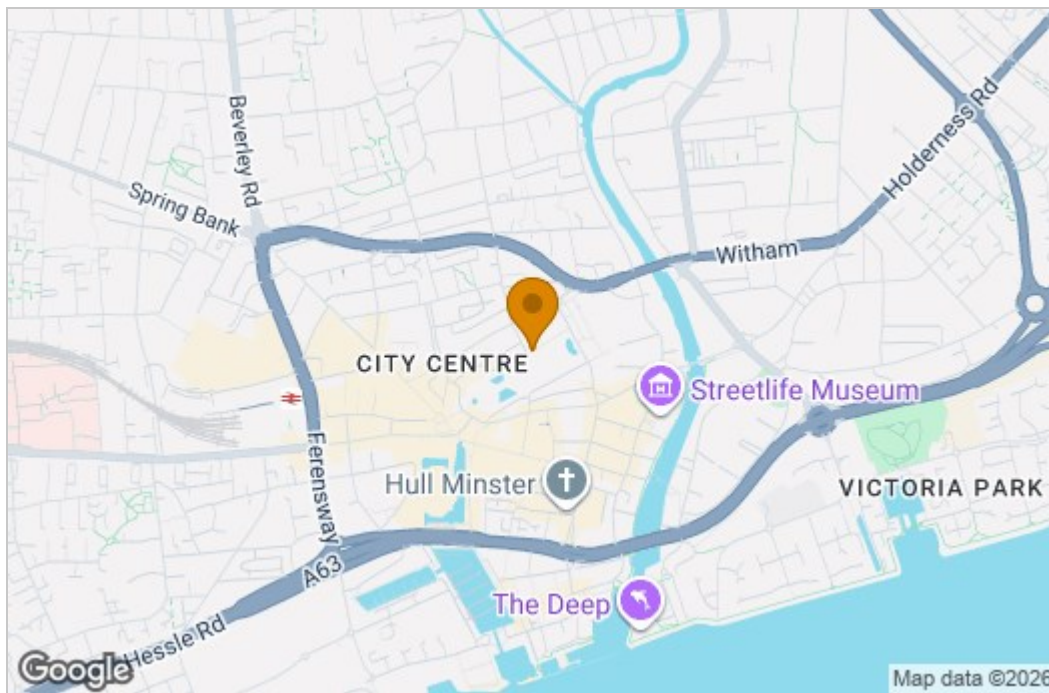 Beverley Rd
Spring Bank
Holderness Rd
Witham
CITY CENTRE
Streetlife Museum
Ferensway
Hull Minster
VICTORIA PARK
A63
The Deep
Hessle Rd
Google
Map data ©2026